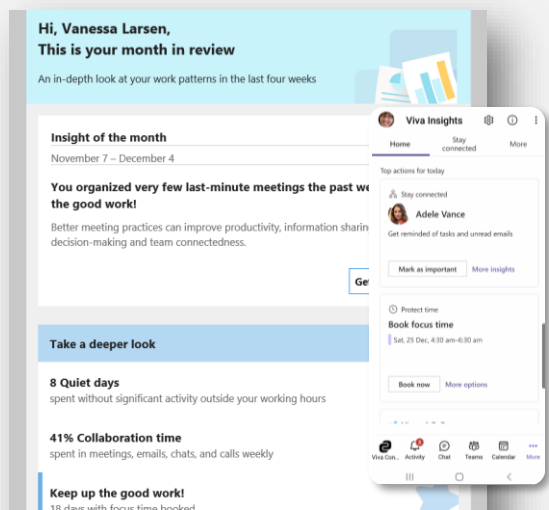 Hi, Vanessa Larsen,
This is your month in review
An in-depth look at your work patterns in the last four weeks
Insight of the month
November 7 – December 4
You organized very few last-minute meetings the past we
the good work!
Better meeting practices can improve productivity, information sharin
decision-making and team connectedness.
Ge
Take a deeper look
8 Quiet days
spent without significant activity outside your working hours
41% Collaboration time
spent in meetings, emails, chats, and calls weekly
Keep up the good work!
18 days with focus time booked
Viva Insights
Home
Stay
connected
More
Top actions for today
Stay connected
Adele Vance
Get reminded of tasks and unread emails
Mark as important
More insights
Protect time
Book focus time
Sat, 25 Dec, 4:30 am-6:30 am
Book now
More options
Viva Con...
Activity
Chat
Teams
Calendar
More